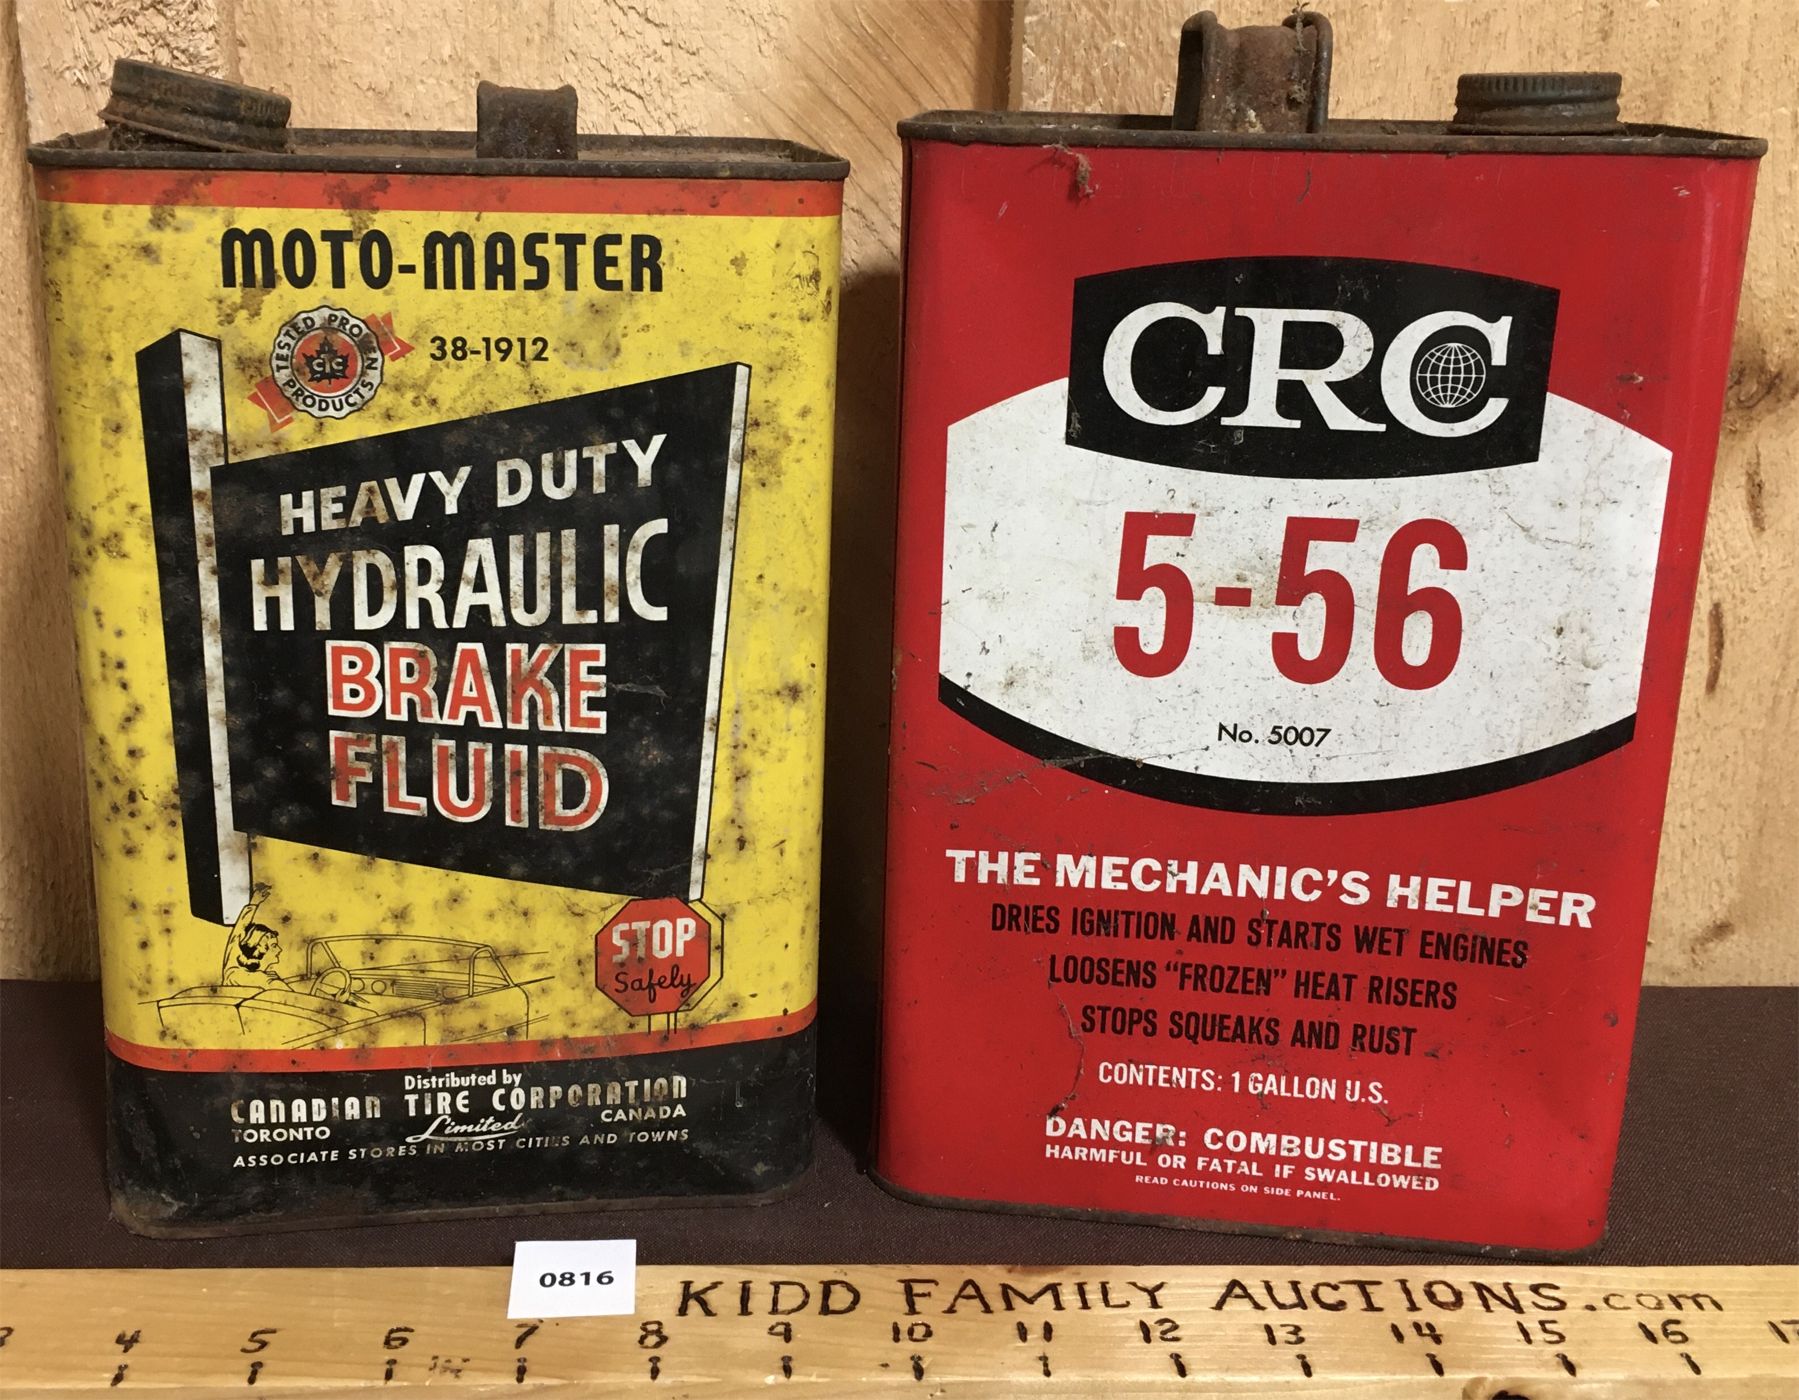 MOTO-MASTER
TESTED PROVEN PRODUCTS
CTC
38-1912
HEAVY DUTY
HYDRAULIC
BRAKE
FLUID
STOP
Safely
Distributed by
CANADIAN TIRE CORPORATION
TORONTO Limited CANADA
ASSOCIATE STORES IN MOST CITIES AND TOWNS
CRC
5-56
No. 5007
THE MECHANIC'S HELPER
DRIES IGNITION AND STARTS WET ENGINES
LOOSENS "FROZEN" HEAT RISERS
STOPS SQUEAKS AND RUST
CONTENTS: 1 GALLON U.S.
DANGER: COMBUSTIBLE
HARMFUL OR FATAL IF SWALLOWED
READ CAUTIONS ON SIDE PANEL.
0816
KIDD FAMILY AUCTIONS.com
3 4 5 6 7 8 9 10 11 12 13 14 15 16 17